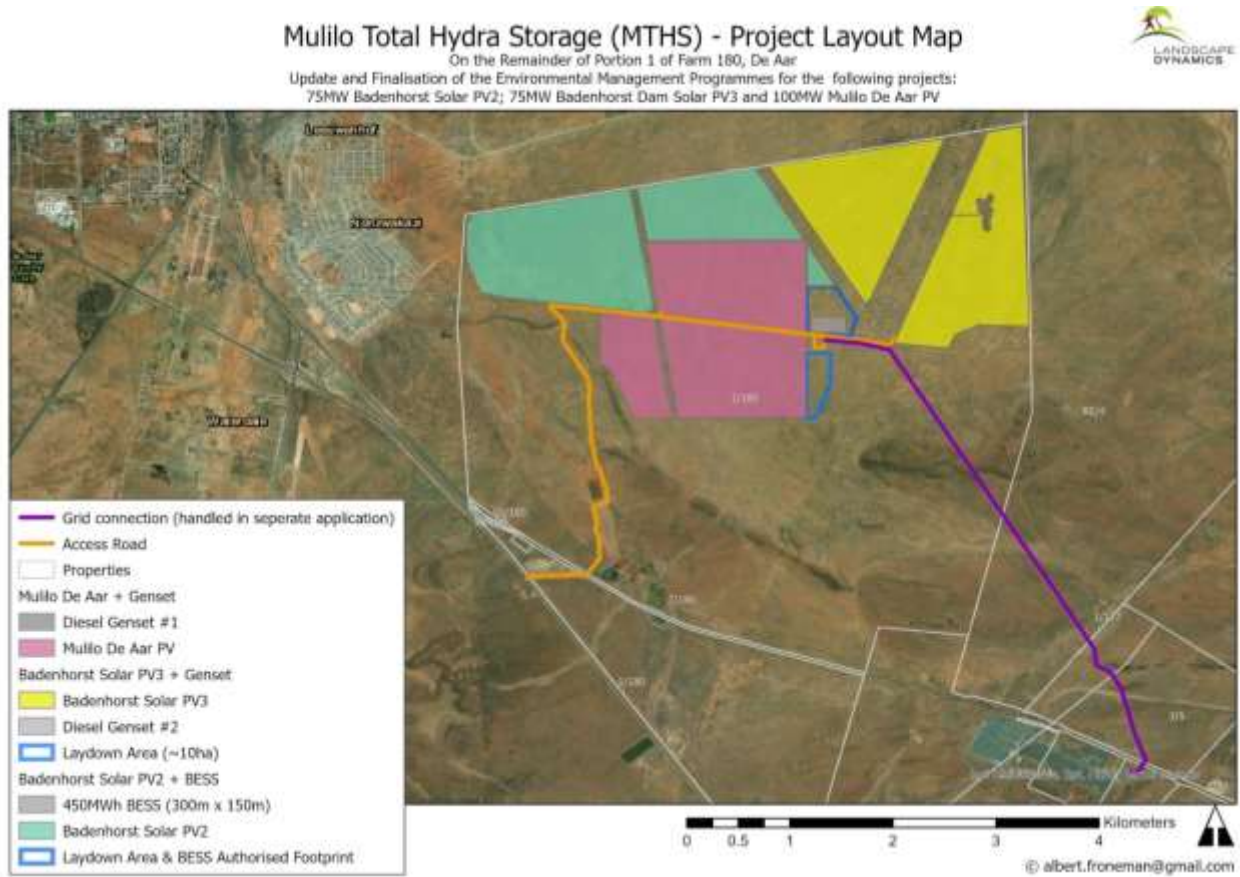 Mulilo Total Hydra Storage (MTHS) - Project Layout Map
On the Remainder of Portion 1 of Farm 180, De Aar
Update and Finalisation of the Environmental Management Programmes for the following projects:
75MW Badenhorst Solar PV2; 75MW Badenhorst Dam Solar PV3 and 100MW Mulilo De Aar PV
LANDSCAPE
DYNAMICS
1/180
Grid connection (handled in seperate application)
Access Road
Properties
Mulilo De Aar + Genset
Diesel Genset #1
Mulilo De Aar PV
Badenhorst Solar PV3 + Genset
Badenhorst Solar PV3
Diesel Genset #2
Laydown Area (~10ha)
Badenhorst Solar PV2 + BESS
450MWh BESS (300m x 150m)
Badenhorst Solar PV2
Laydown Area & BESS Authorised Footprint
Kilometers
0 0.5 1 2 3 4
© albert.froneman@gmail.com